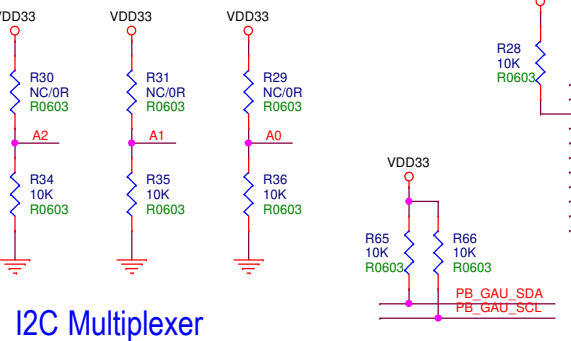 VDD33
VDD33
VDD33
R30
NC/0R
R0603
R31
NC/0R
R0603
R29
NC/0R
R0603
R28
10K
R0603
A2
A1
A0
R34
10K
R0603
R35
10K
R0603
R36
10K
R0603
VDD33
R65
10K
R0603
R66
10K
R0603
PB_GAU_SDA
PB_GAU_SCL
I2C Multiplexer